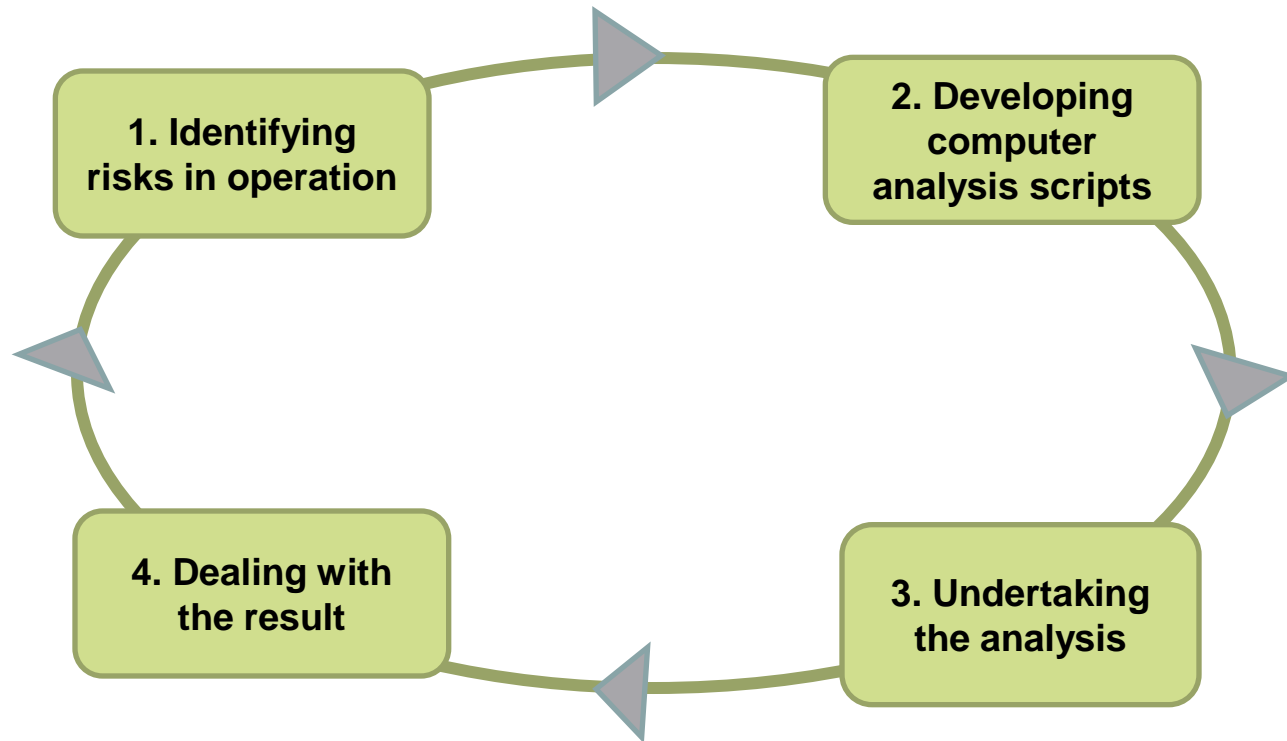 1. Identifying
risks in operation
2. Developing
computer
analysis scripts
3. Undertaking
the analysis
4. Dealing with
the result